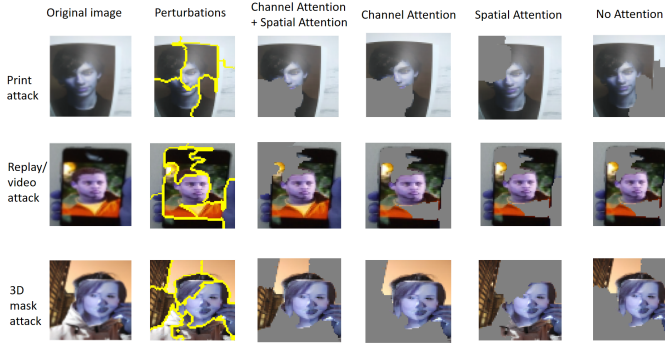 Original image
Perturbations
Channel Attention
+ Spatial Attention
Channel Attention
Spatial Attention
No Attention
Print
attack
Replay/
video
attack
3D
mask
attack